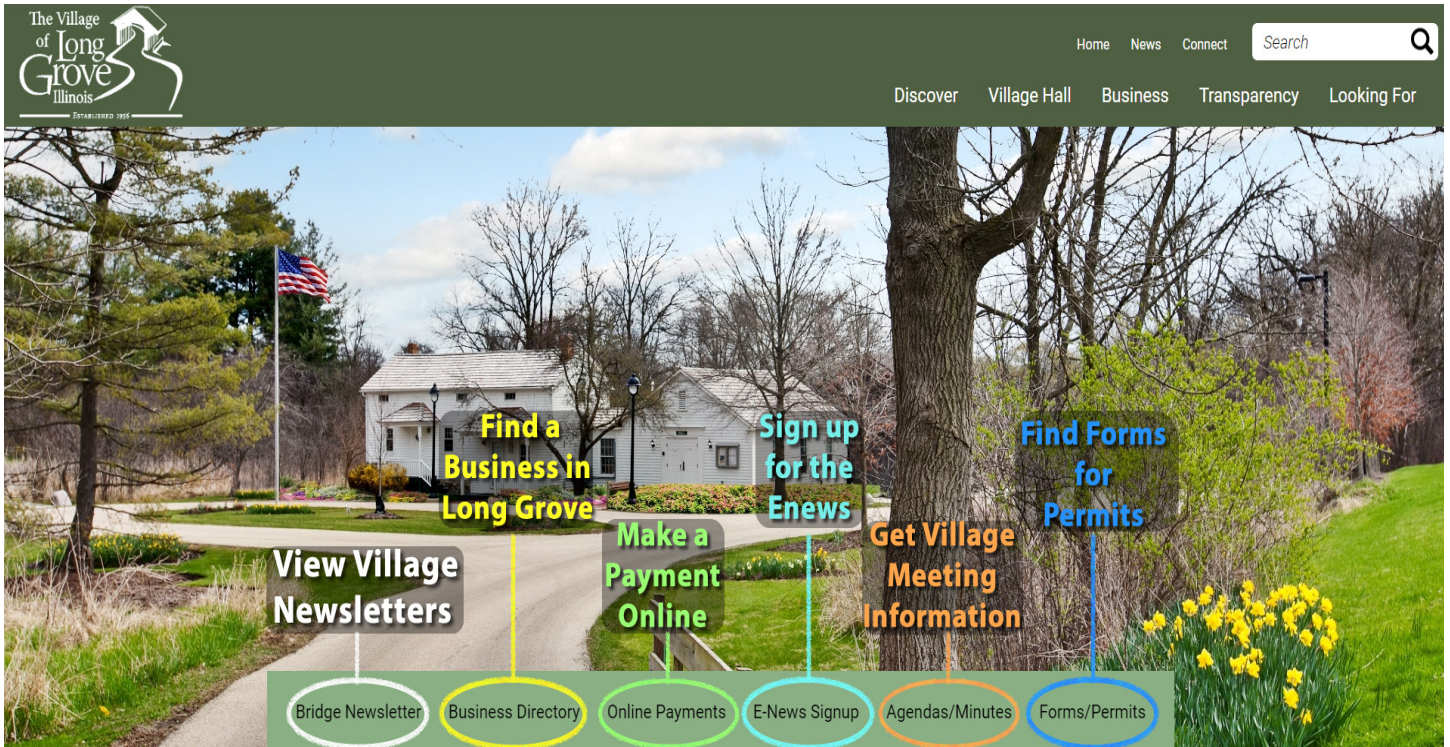 The Village
of Long
Grove
Illinois
ESTABLISHED 1956
Home News Connect Search
Discover Village Hall Business Transparency Looking For
Find a
Business in
Long Grove
Sign up
for the
Enews
Find Forms
for
Permits
View Village
Newsletters
Make a
Payment
Online
Get Village
Meeting
Information
Bridge Newsletter Business Directory Online Payments E-News Signup Agendas/Minutes Forms/Permits